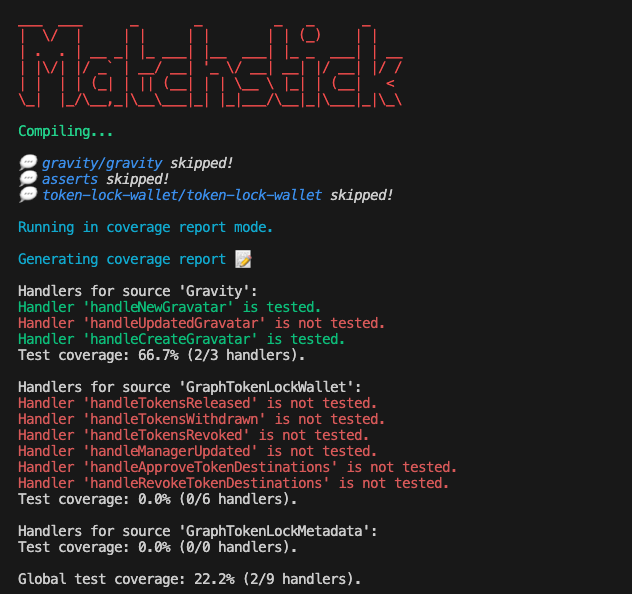 Matchstick
Compiling...
💬 gravity/gravity skipped!
💬 asserts skipped!
💬 token-lock-wallet/token-lock-wallet skipped!
Running in coverage report mode.
Generating coverage report 📝
Handlers for source 'Gravity':
Handler 'handleNewGravatar' is tested.
Handler 'handleUpdatedGravatar' is not tested.
Handler 'handleCreateGravatar' is tested.
Test coverage: 66.7% (2/3 handlers).
Handlers for source 'GraphTokenLockWallet':
Handler 'handleTokensReleased' is not tested.
Handler 'handleTokensWithdrawn' is not tested.
Handler 'handleTokensRevoked' is not tested.
Handler 'handleManagerUpdated' is not tested.
Handler 'handleApproveTokenDestinations' is not tested.
Handler 'handleRevokeTokenDestinations' is not tested.
Test coverage: 0.0% (0/6 handlers).
Handlers for source 'GraphTokenLockMetadata':
Test coverage: 0.0% (0/0 handlers).
Global test coverage: 22.2% (2/9 handlers).